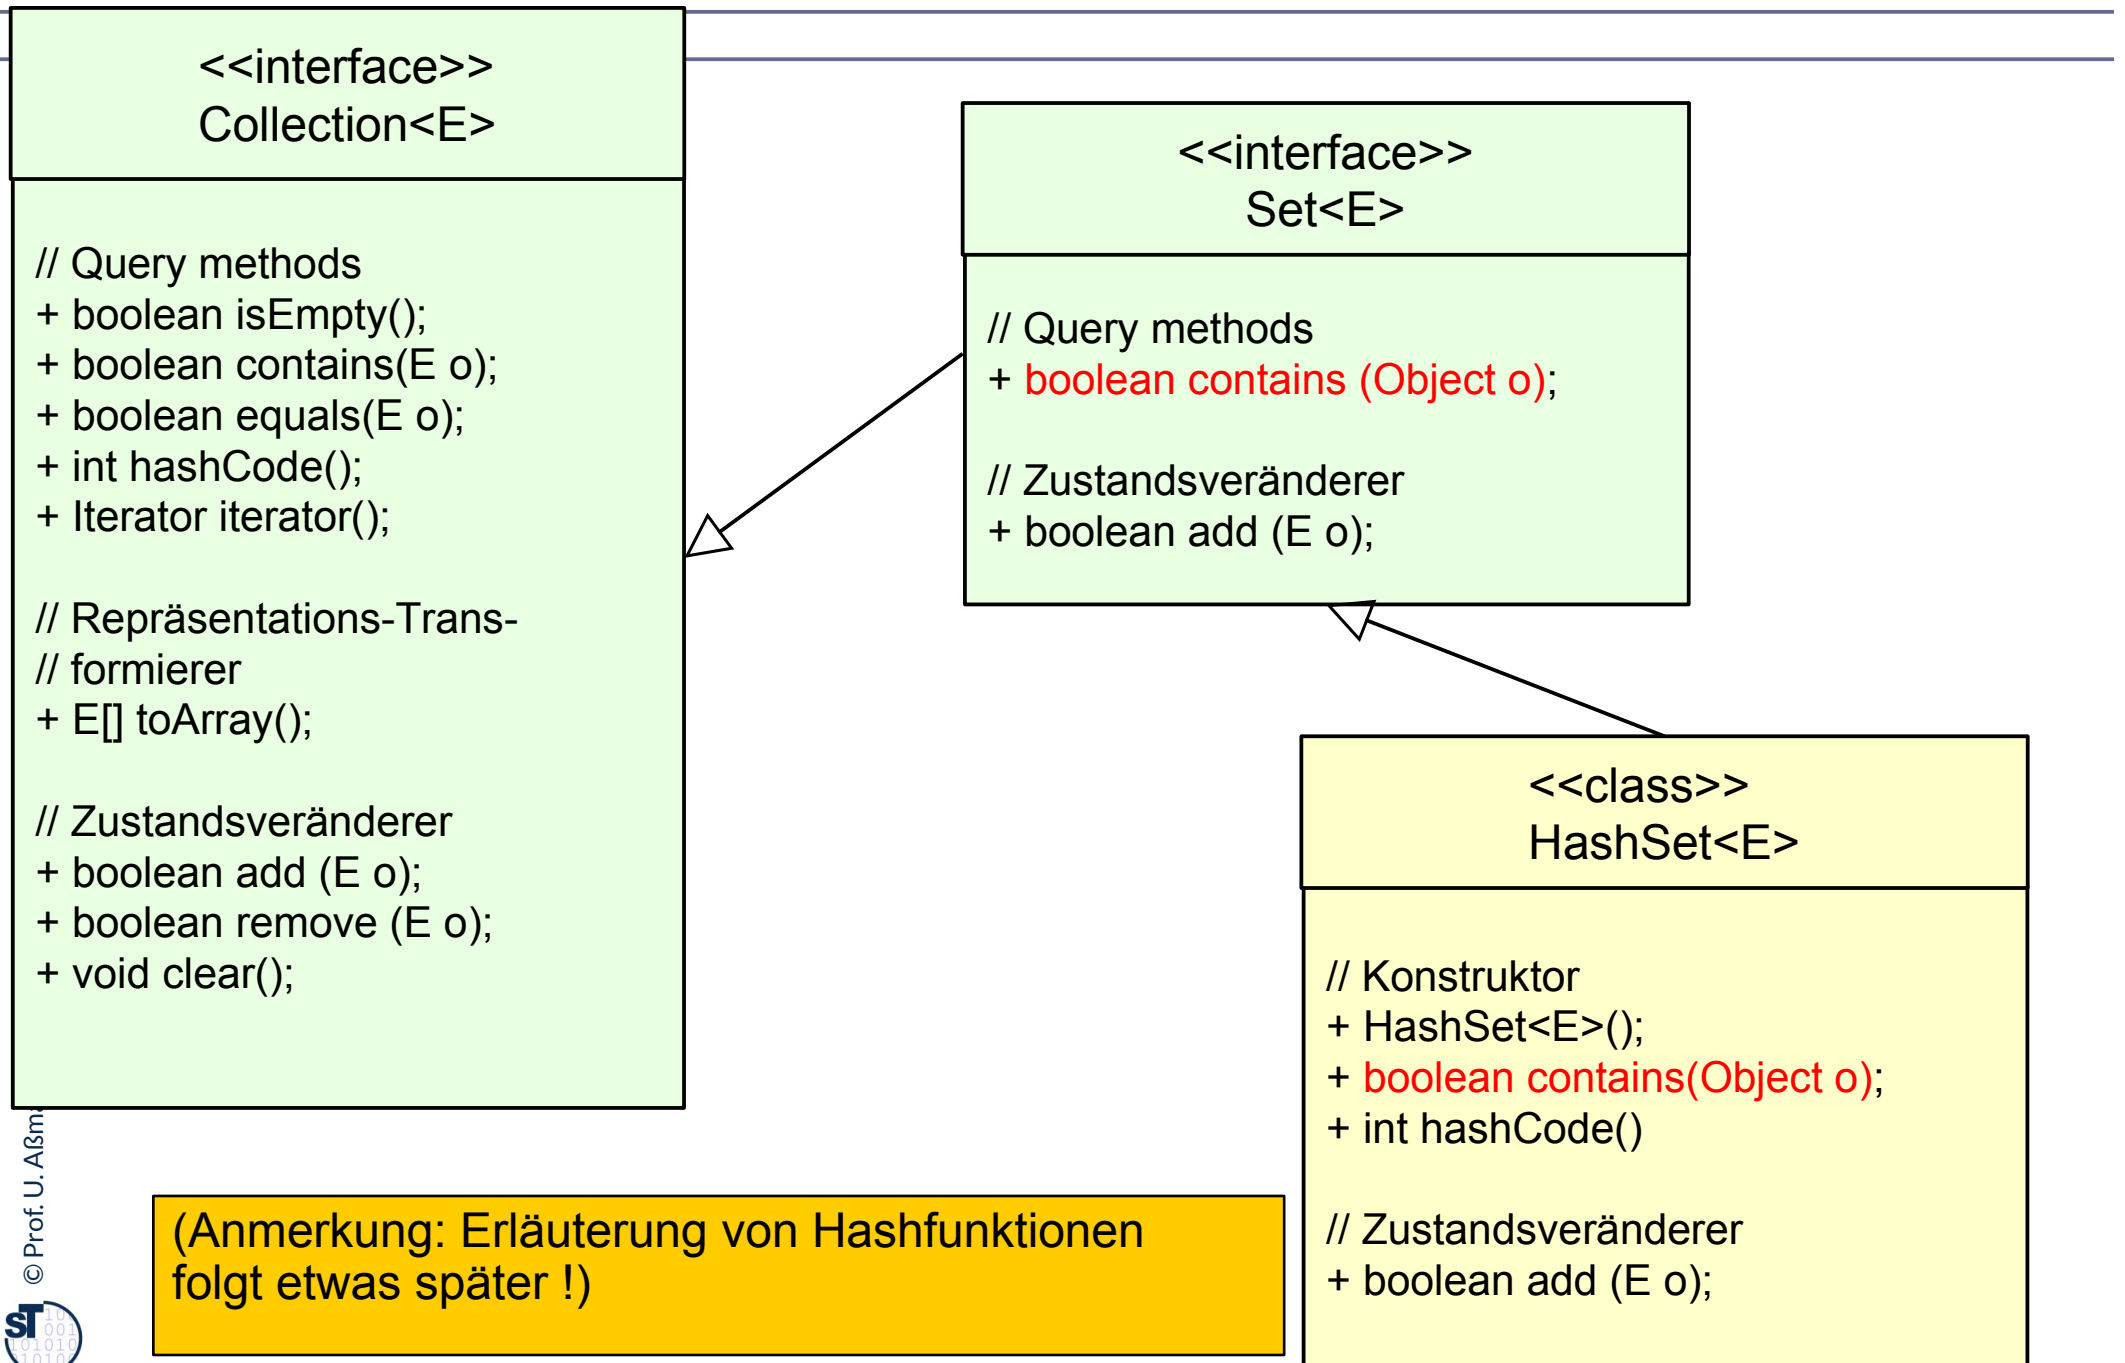 <<interface>>
Collection<E>
// Query methods
+ boolean isEmpty();
+ boolean contains(E o);
+ boolean equals(E o);
+ int hashCode();
+ Iterator iterator();
// Repräsentations-Trans-
// formierer
+ E[] toArray();
// Zustandsveränderer
+ boolean add (E o);
+ boolean remove (E o);
+ void clear();
<<interface>>
Set<E>
// Query methods
+ boolean contains (Object o);
// Zustandsveränderer
+ boolean add (E o);
<<class>>
HashSet<E>
// Konstruktor
+ HashSet<E>();
+ boolean contains(Object o);
+ int hashCode()
// Zustandsveränderer
+ boolean add (E o);
(Anmerkung: Erläuterung von Hashfunktionen
folgt etwas später !)
© Prof. U.
ST